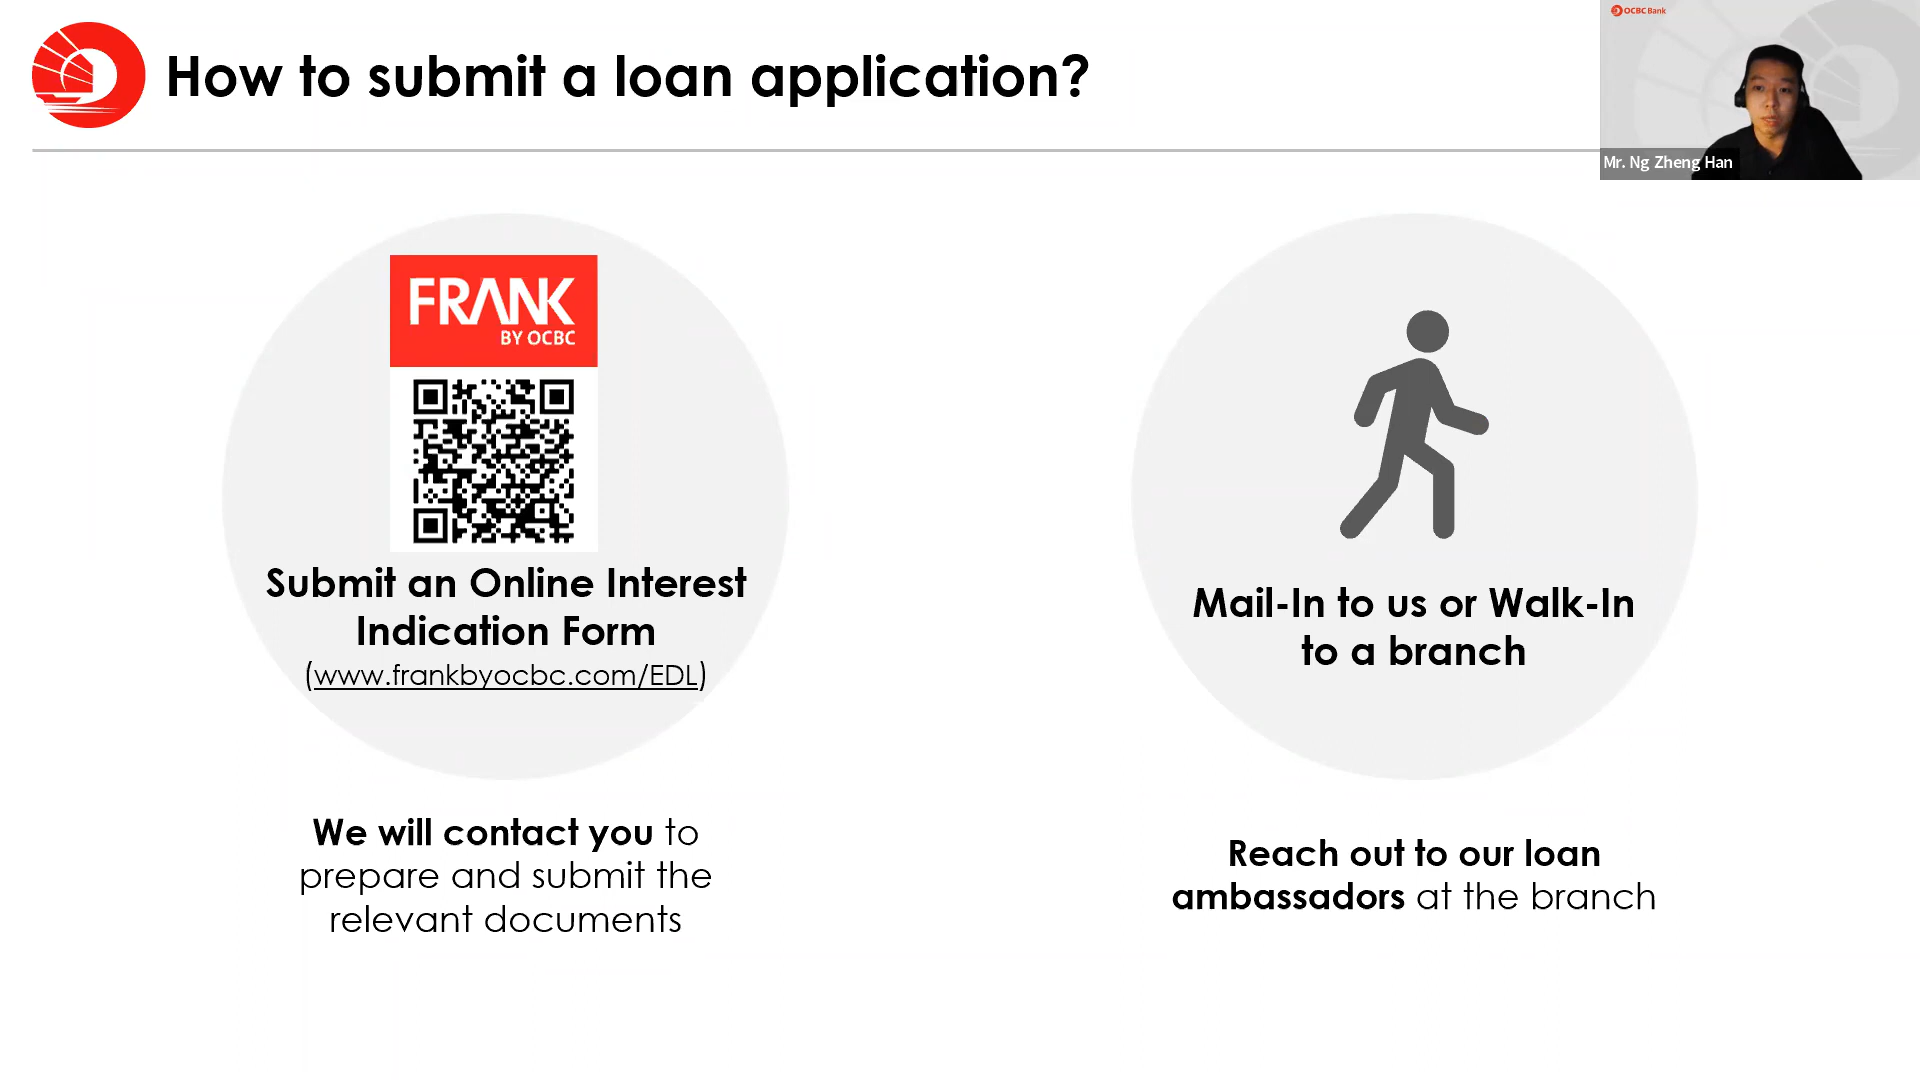 How to submit a loan application?
OCBC Bank
Mr. Ng Zheng Han
FRANK
BY OCBC
Submit an Online Interest
Indication Form
(www.frankbyocbc.com/EDL)
We will contact you to
prepare and submit the
relevant documents
Mail-In to us or Walk-In
to a branch
Reach out to our loan
ambassadors at the branch